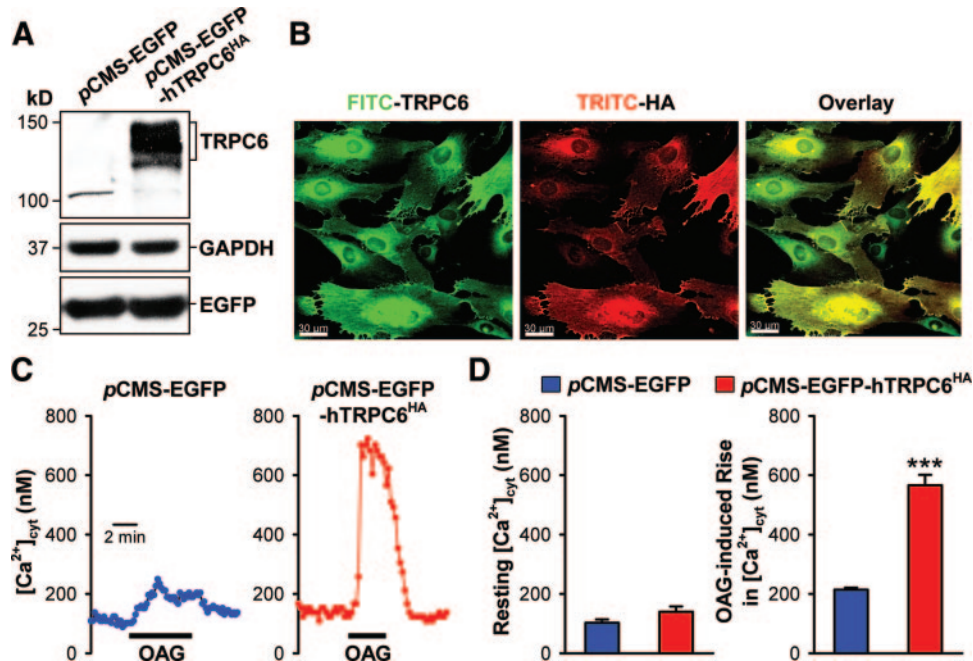 A
pCMS-EGFP
pCMS-EGFP
-hTRPC6HA
kD
150
100
TRPC6
37
GAPDH
EGFP
25
B
FITC-TRPC6
TRITC-HA
Overlay
30 µm
30 µm
30 µm
C
pCMS-EGFP
pCMS-EGFP
-hTRPC6HA
[Ca2+]cyt (nM)
800
600
400
200
0
2 min
OAG
800
600
400
200
0
OAG
D
pCMS-EGFP
pCMS-EGFP-hTRPC6HA
Resting [Ca2+]cyt (nM)
800
600
400
200
0
OAG-induced Rise
in [Ca2+]cyt (nM)
800
600
400
200
0
***